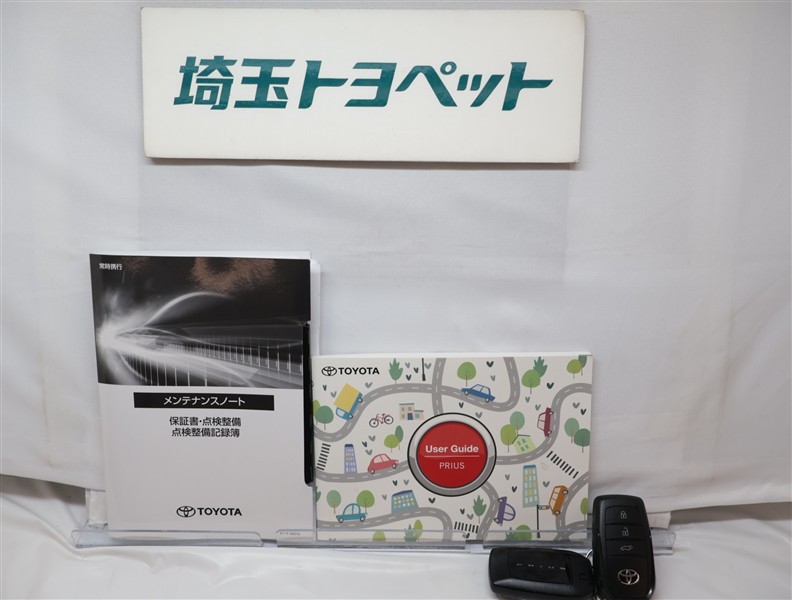 埼玉トヨペット
常時携行
メンテナンスノート
保証書・点検整備
点検整備記録簿
TOYOTA
TOYOTA
User Guide
PRIUS